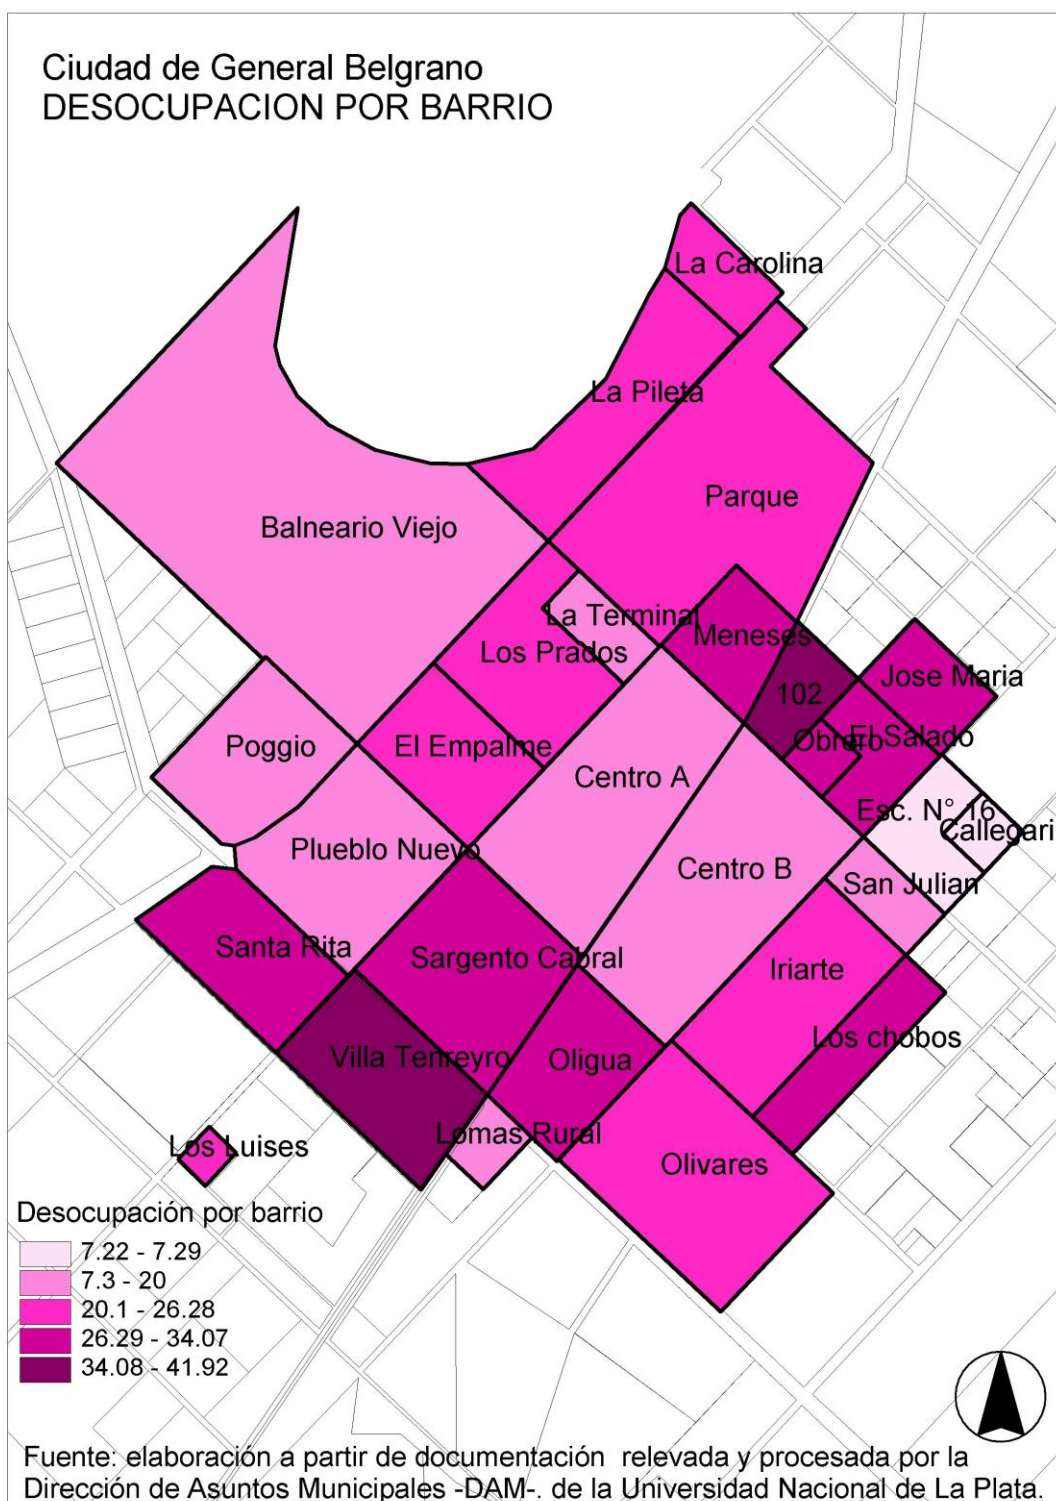 Ciudad de General Belgrano
DESOCUPACION POR BARRIO
La Carolina
La Pileta
Parque
Balneario Viejo
La Terminal
Meneses
Los Prados
Jose Maria
102
Obrero
El Salado
Poggio
El Empalme
Centro A
Esc. N° 16
Callegari
Plueblo Nuevo
Centro B
San Julian
Santa Rita
Sargento Cabral
Iriarte
Los chobos
Villa Tenreyro
Oligua
Lomas Rural
Los Luises
Olivares
Desocupación por barrio
7.22 - 7.29
7.3 - 20
20.1 - 26.28
26.29 - 34.07
34.08 - 41.92
Fuente: elaboración a partir de documentación relevada y procesada por la
Dirección de Asuntos Municipales -DAM-. de la Universidad Nacional de La Plata.